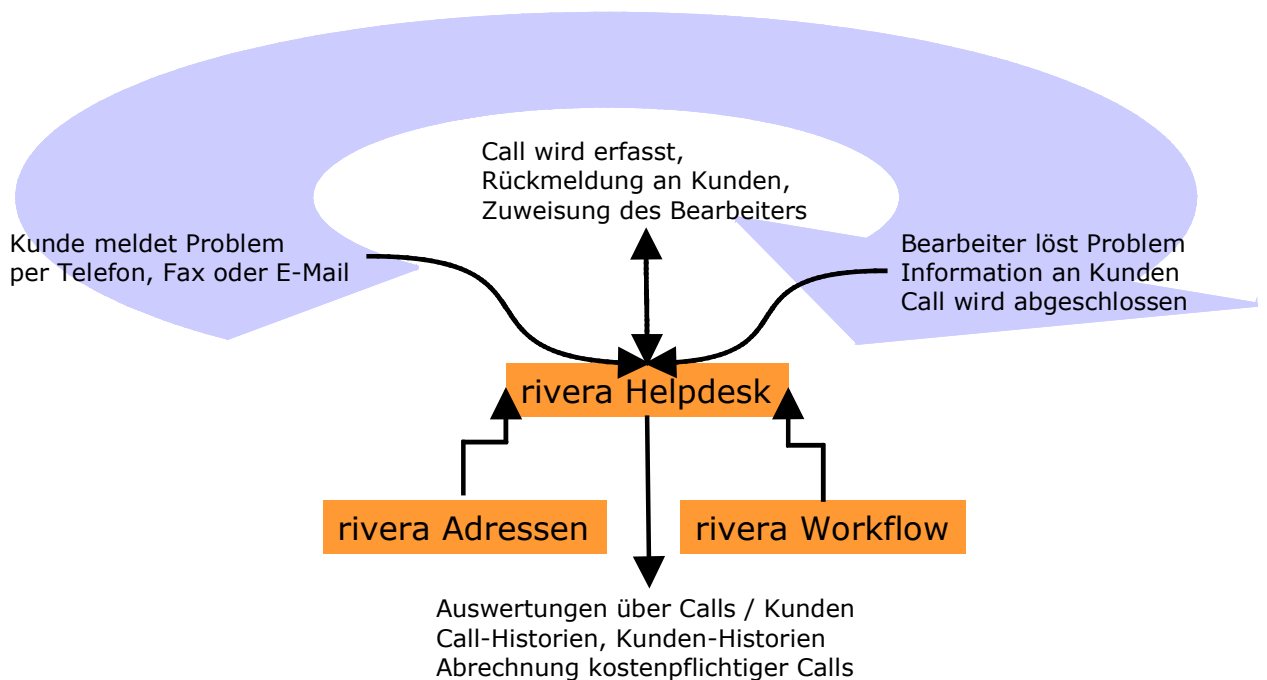 Call wird erfasst,
Rückmeldung an Kunden,
Zuweisung des Bearbeiters
Kunde meldet Problem
per Telefon, Fax oder E-Mail
Bearbeiter löst Problem
Information an Kunden
Call wird abgeschlossen
rivera Helpdesk
rivera Adressen
rivera Workflow
Auswertungen über Calls / Kunden
Call-Historien, Kunden-Historien
Abrechnung kostenpflichtiger Calls